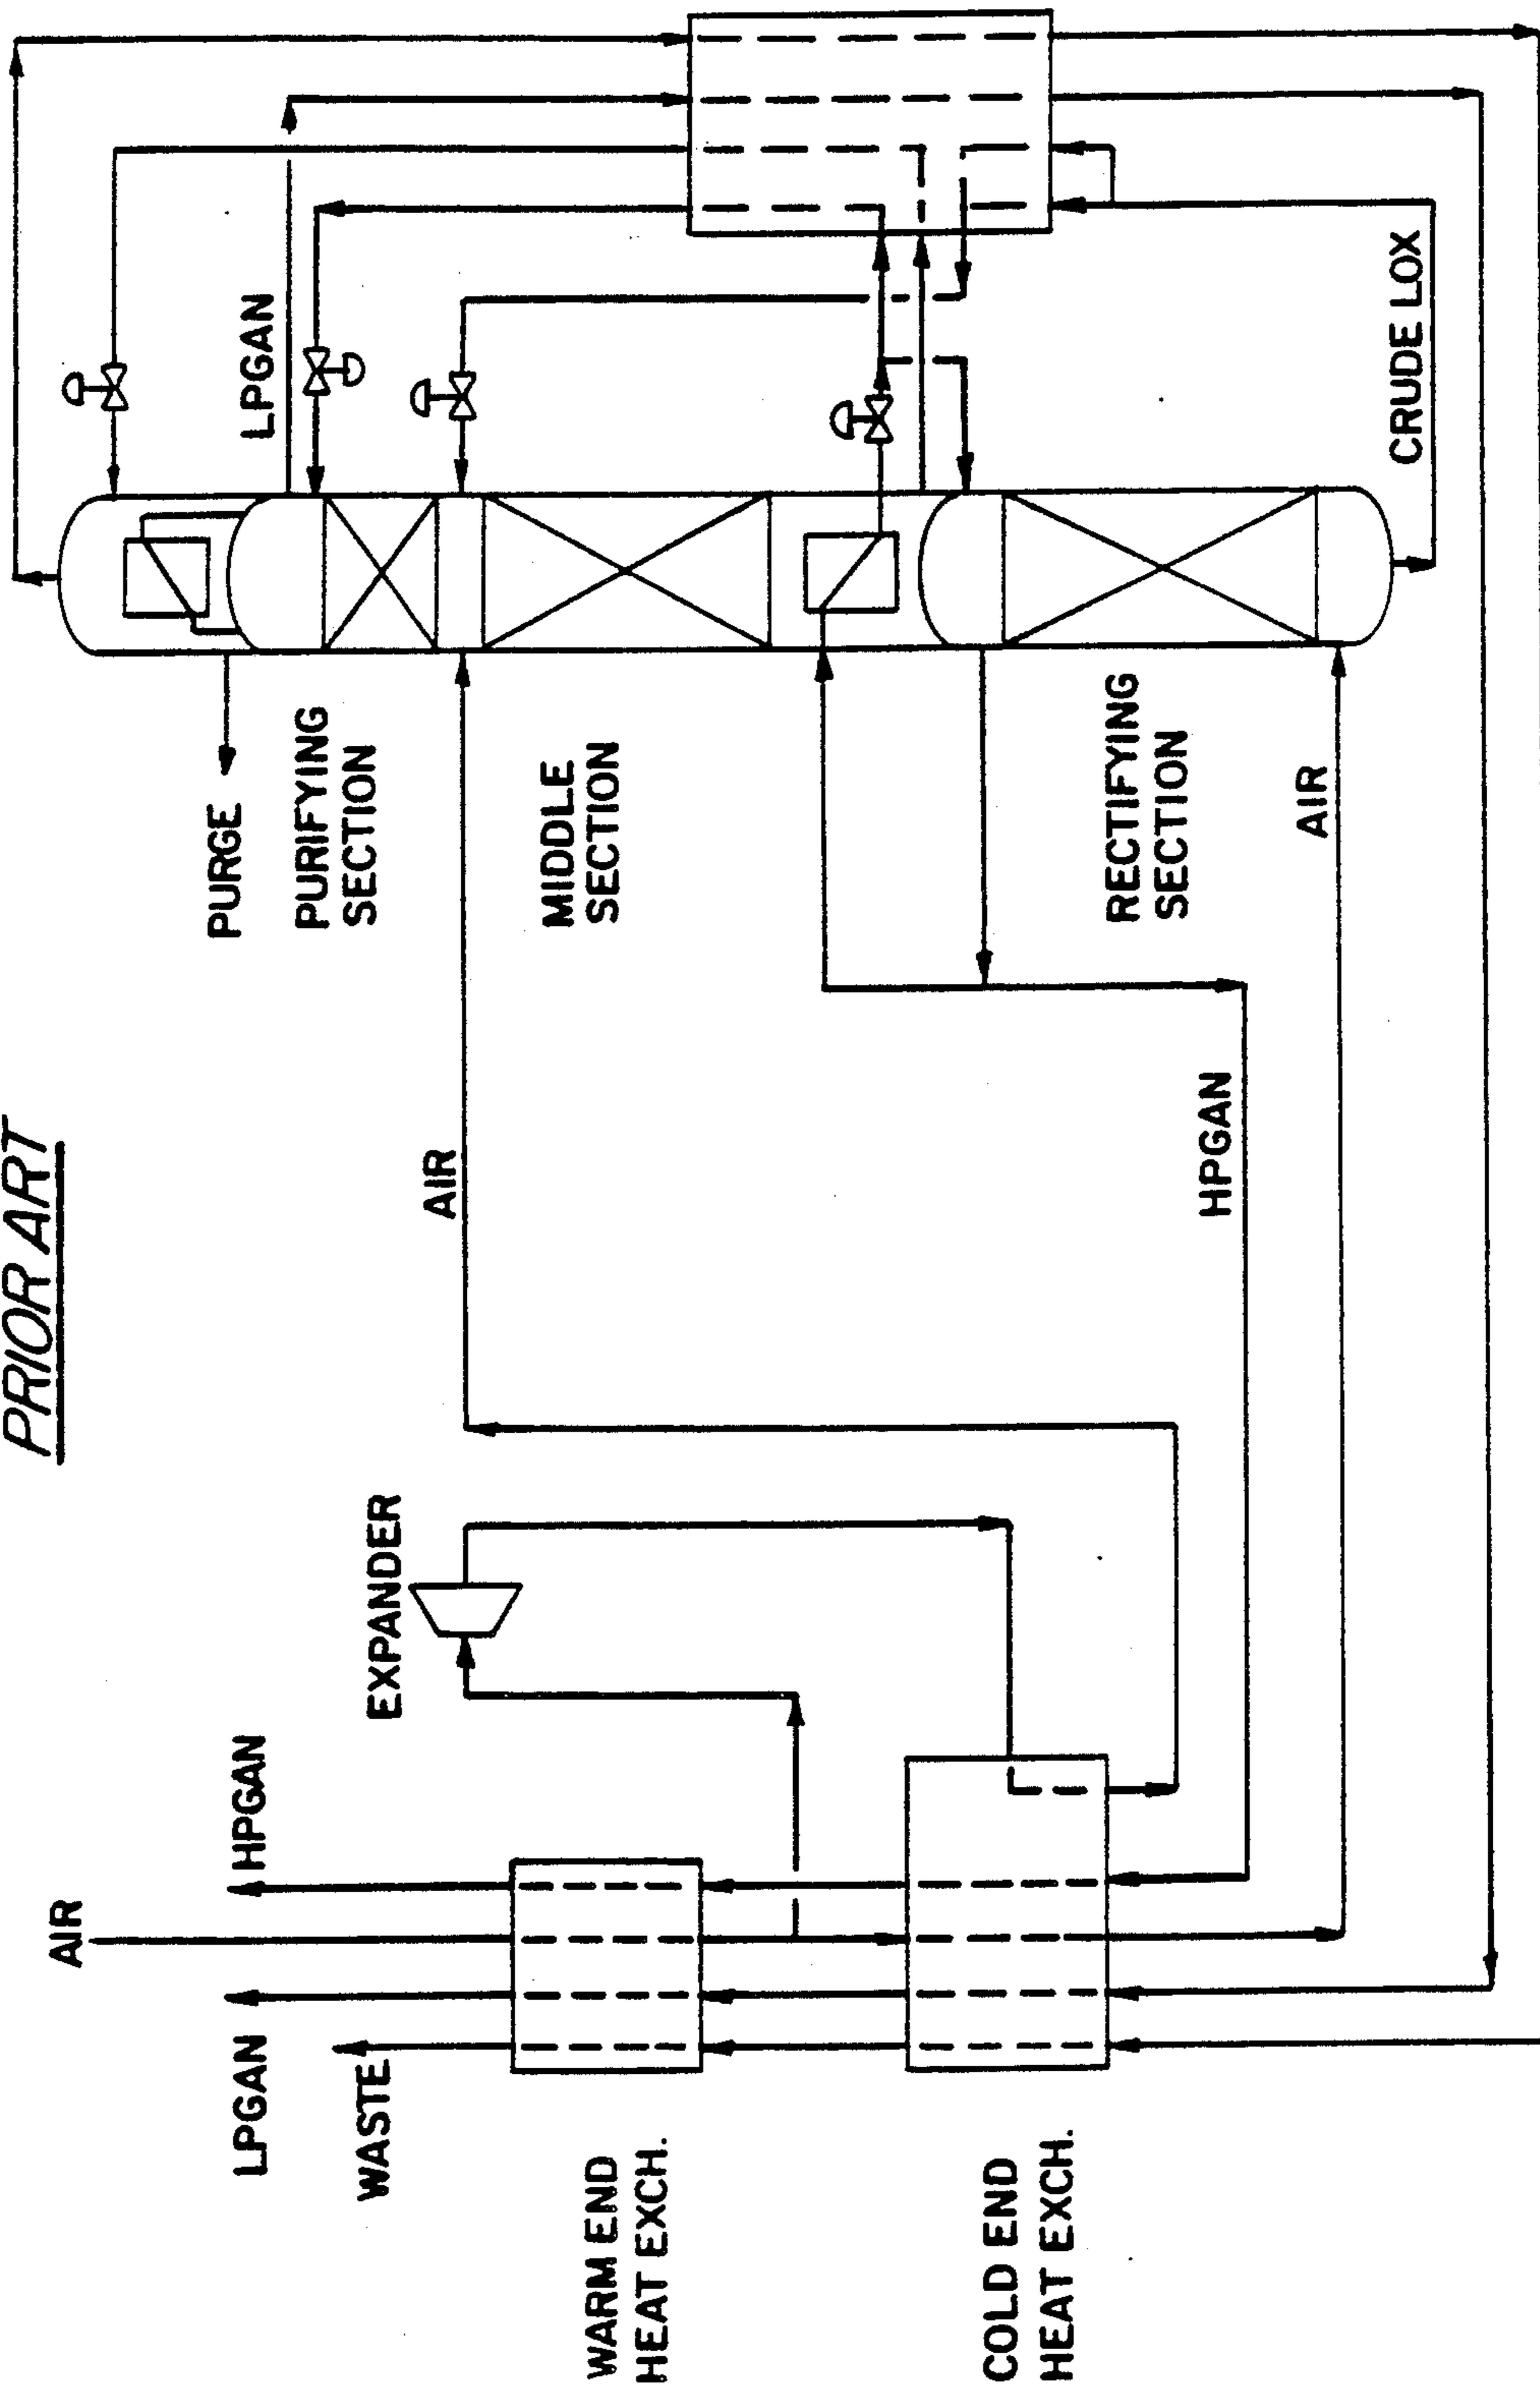 PRIOR ART
AIR
LPGAN
HPGAN
WASTE
EXPANDER
WARM END
HEAT EXCH.
COLD END
HEAT EXCH.
AIR
HPGAN
AIR
PURGE
PURIFYING
SECTION
MIDDLE
SECTION
RECTIFYING
SECTION
LPGAN
CRUDE LOX